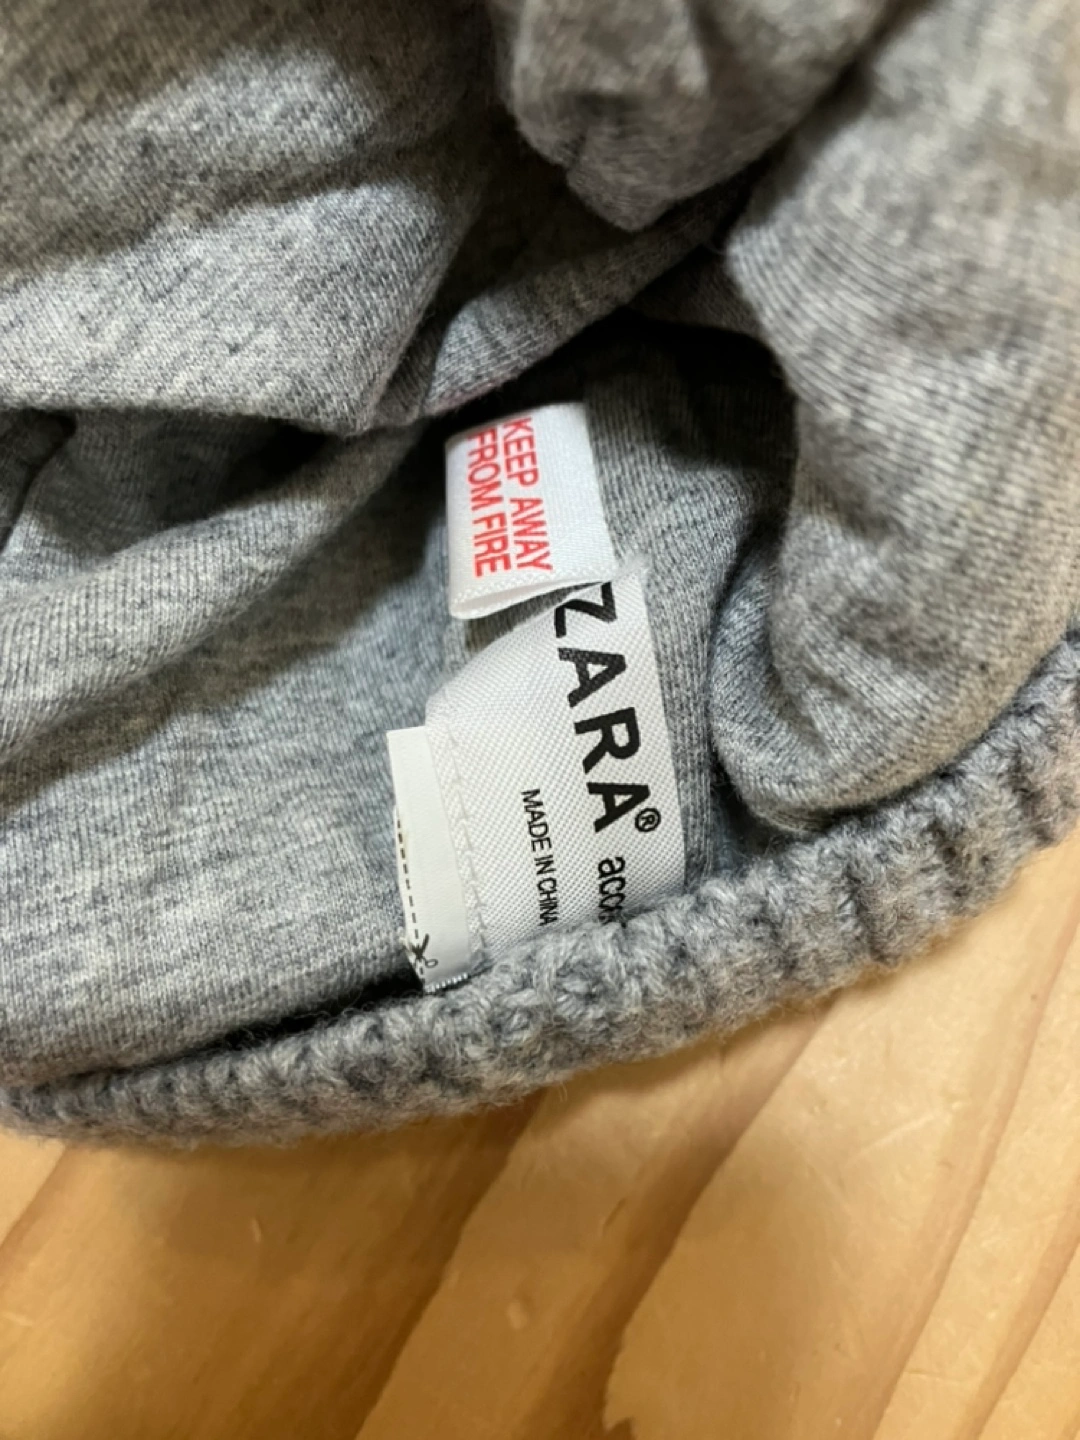 KEEP AWAY
FROM FIRE
ZARA®
MADE IN CHINA